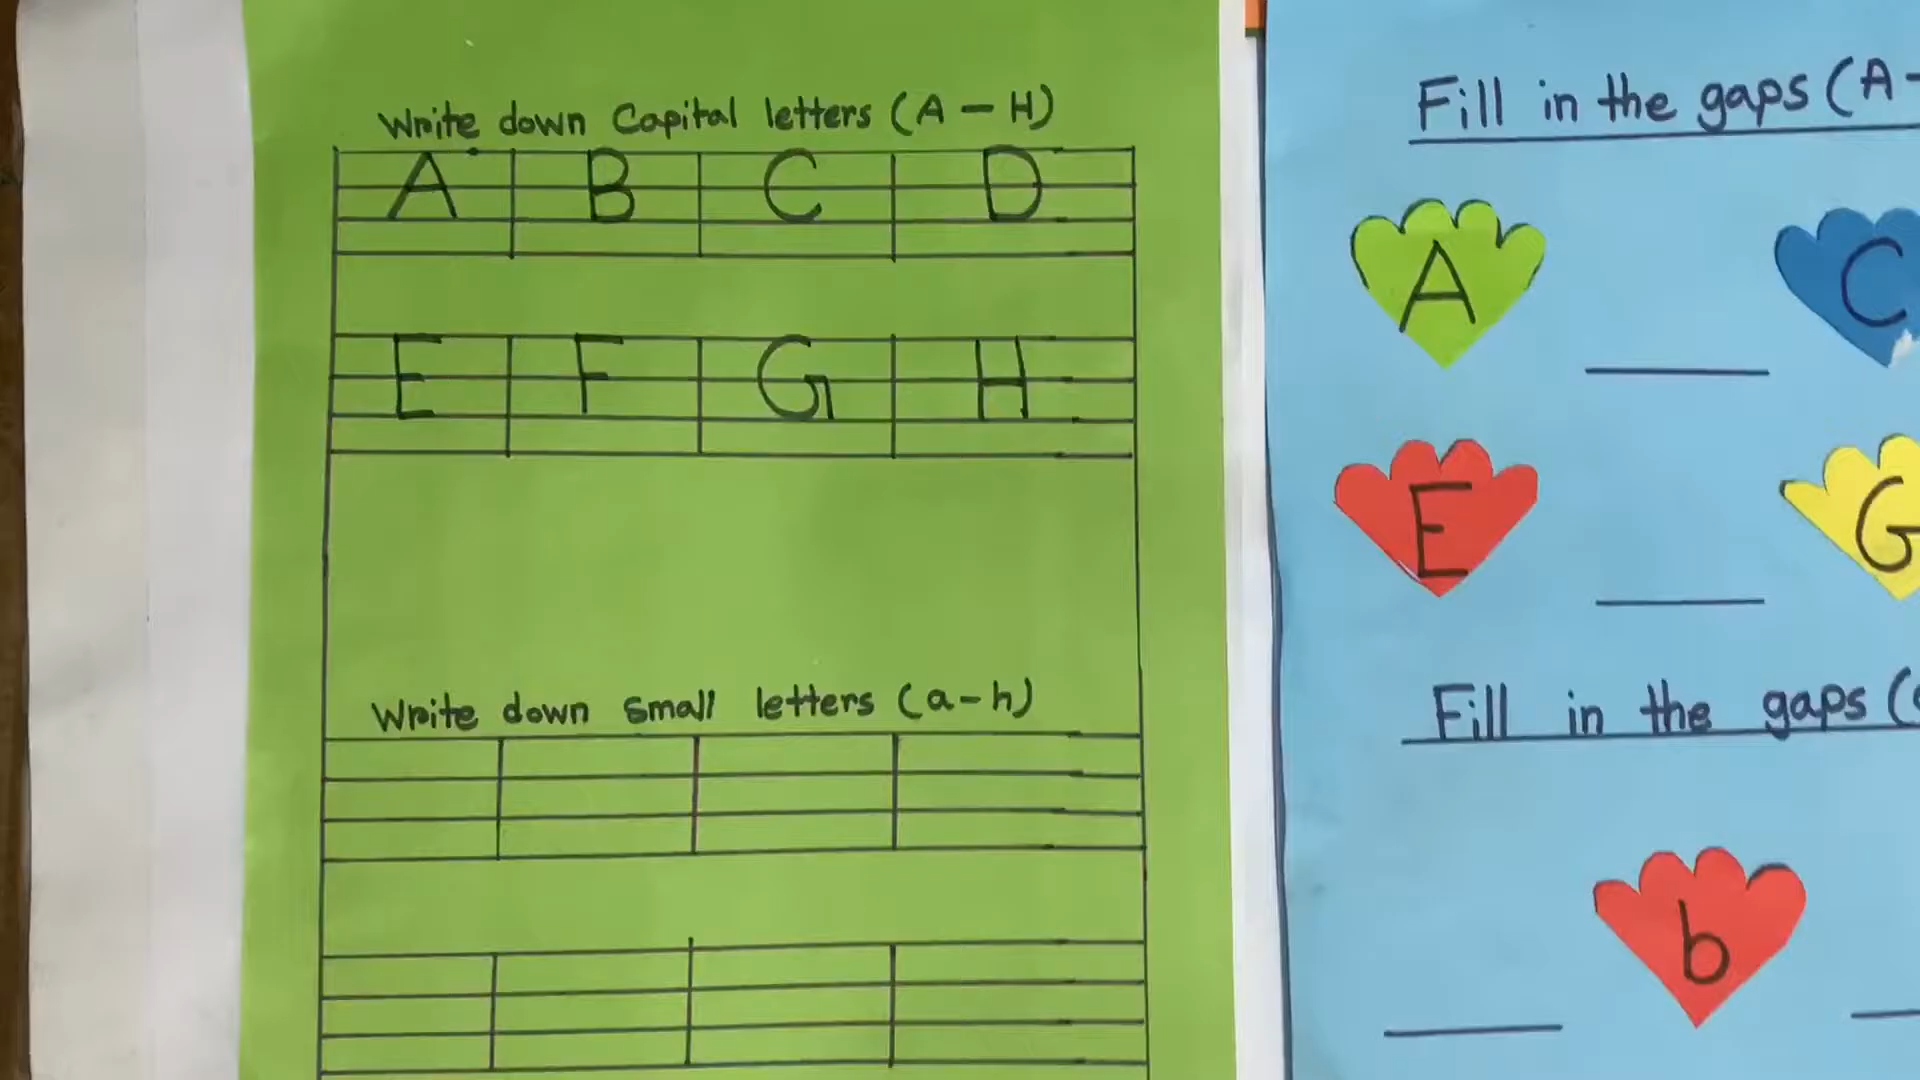 Write down Capital letters (A – H)
A B C D
E F G H
Write down small letters (a-h)
Fill in the gaps (A-
A C
E G
Fill in the gaps (
b